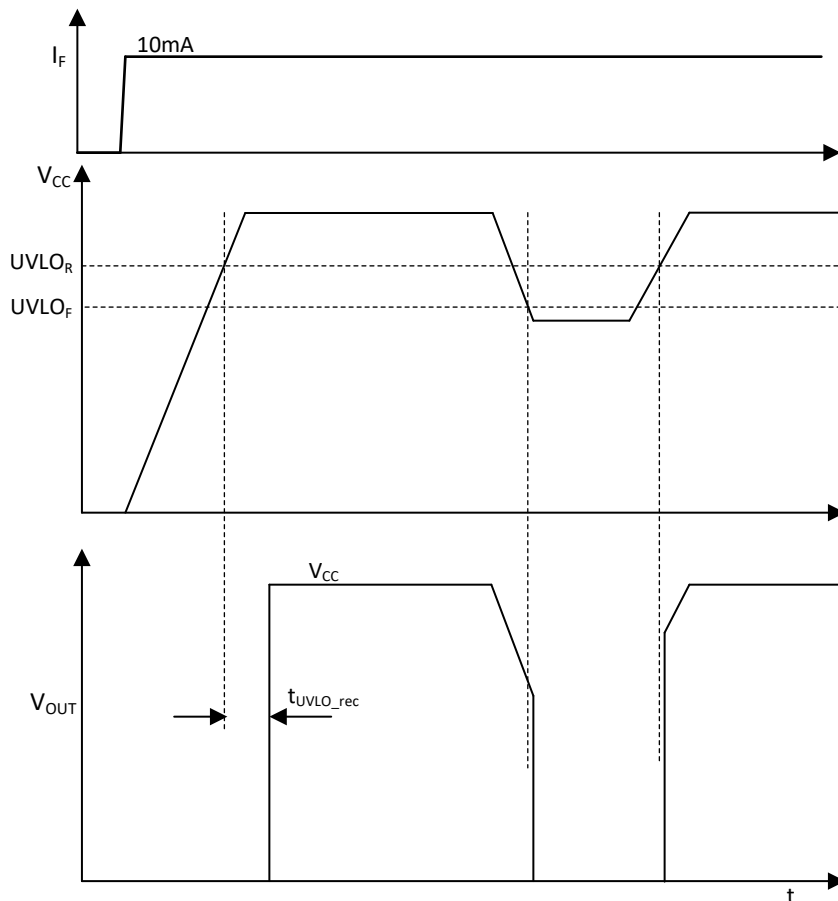 I_F
10mA
V_CC
UVLO_R
UVLO_F
V_CC
V_OUT
t_UVLO_rec
t